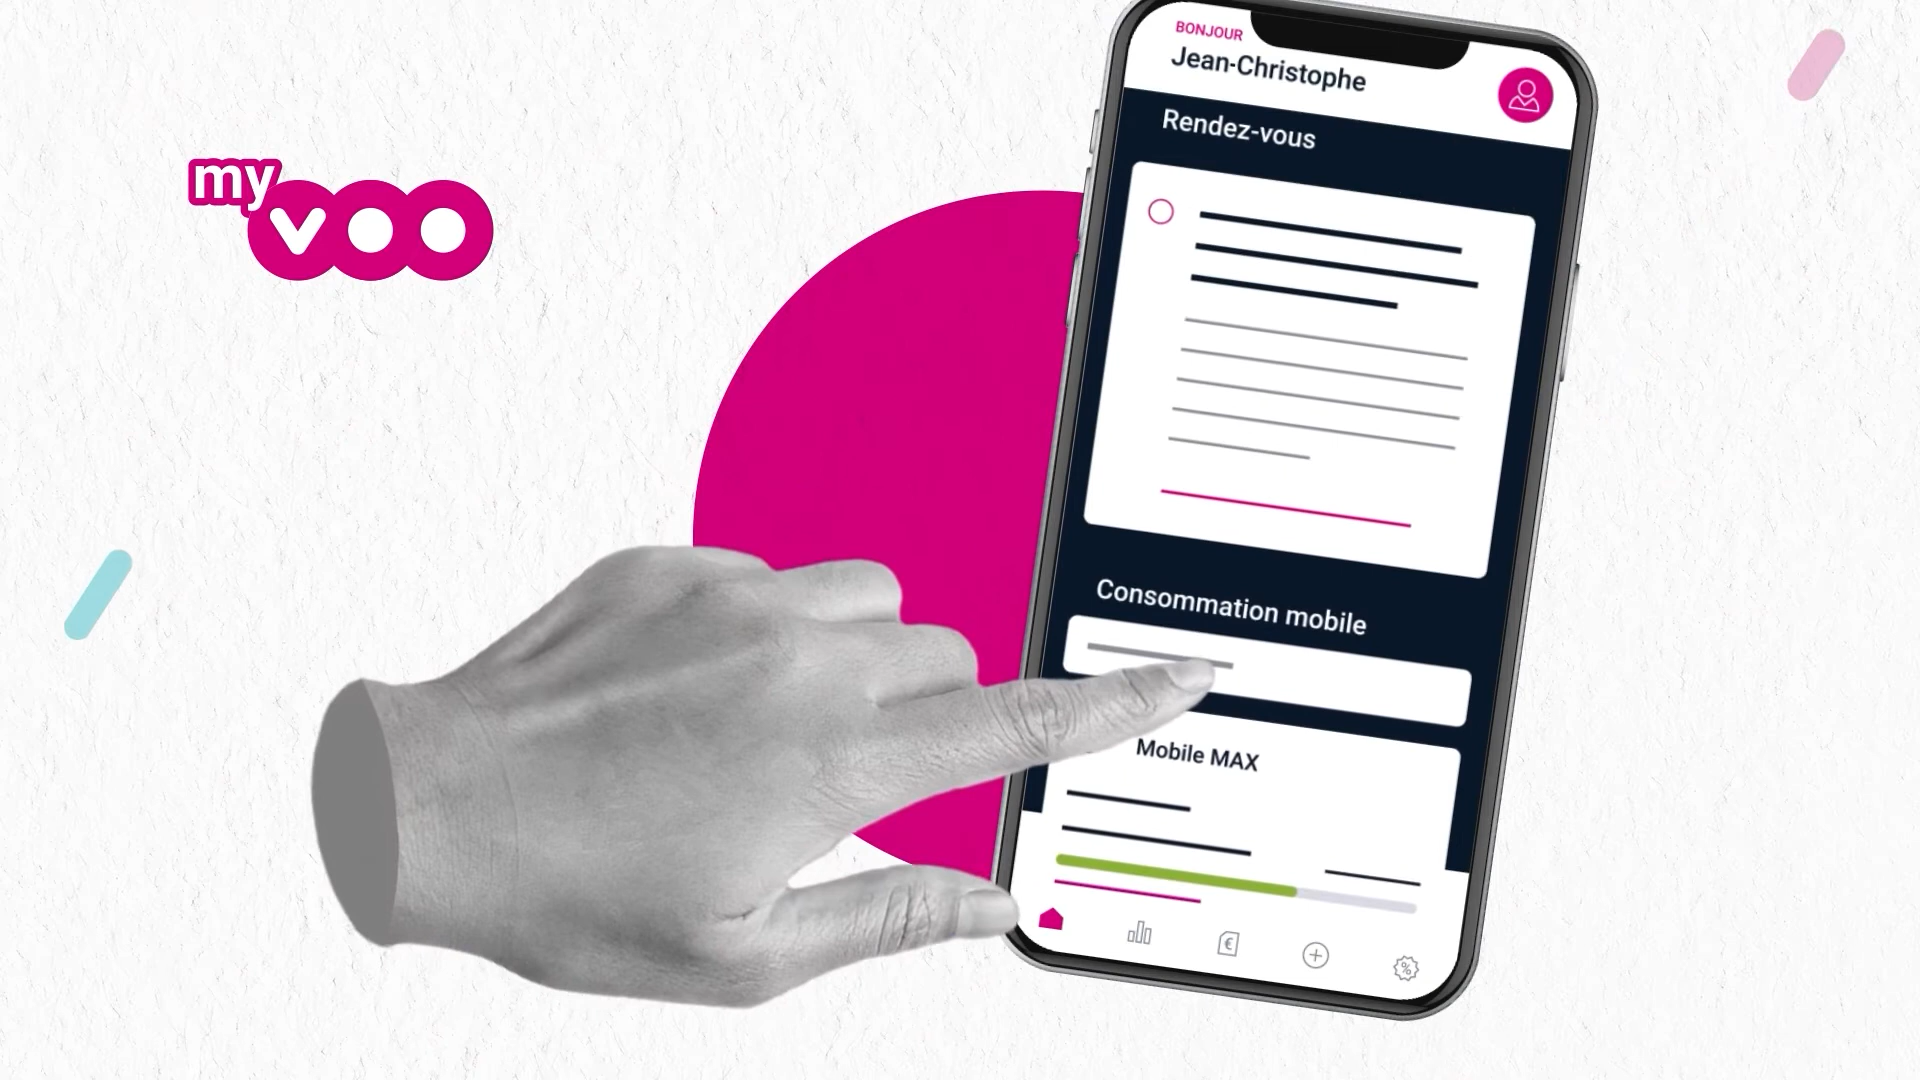 my
voo
BONJOUR
Jean-Christophe
Rendez-vous
Consommation mobile
Mobile MAX